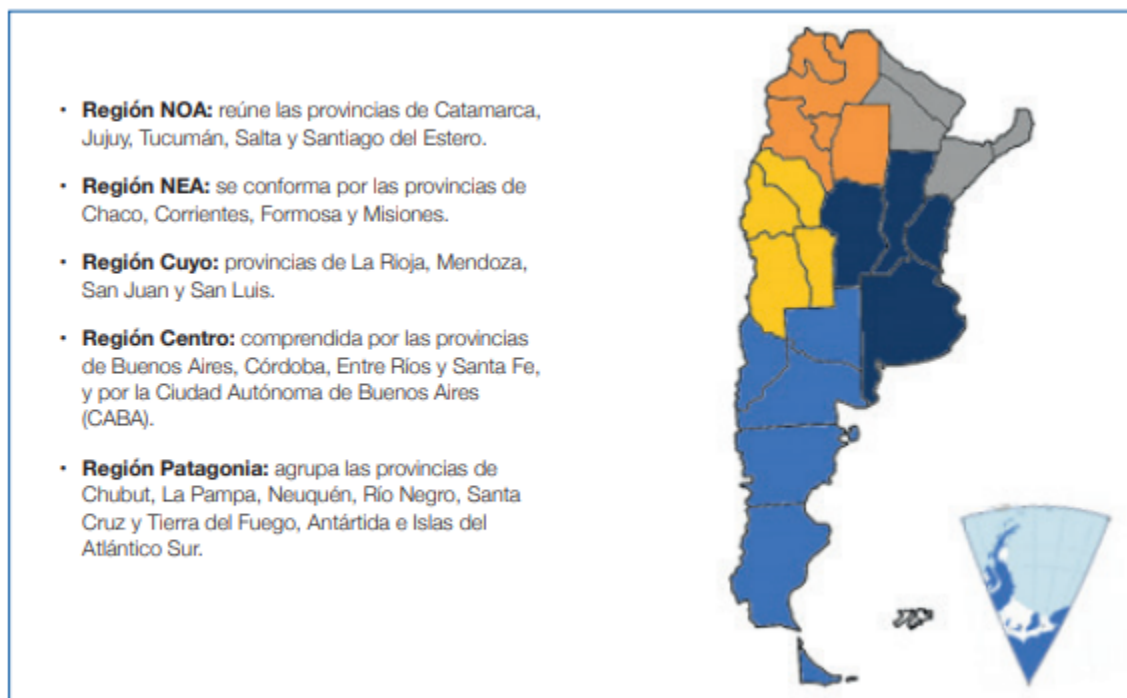 • Región NOA: reúne las provincias de Catamarca,
Jujuy, Tucumán, Salta y Santiago del Estero.
• Región NEA: se conforma por las provincias de
Chaco, Corrientes, Formosa y Misiones.
• Región Cuyo: provincias de La Rioja, Mendoza,
San Juan y San Luis.
• Región Centro: comprendida por las provincias
de Buenos Aires, Córdoba, Entre Ríos y Santa Fe,
y por la Ciudad Autónoma de Buenos Aires
(CABA).
• Región Patagonia: agrupa las provincias de
Chubut, La Pampa, Neuquén, Río Negro, Santa
Cruz y Tierra del Fuego, Antártida e Islas del
Atlántico Sur.